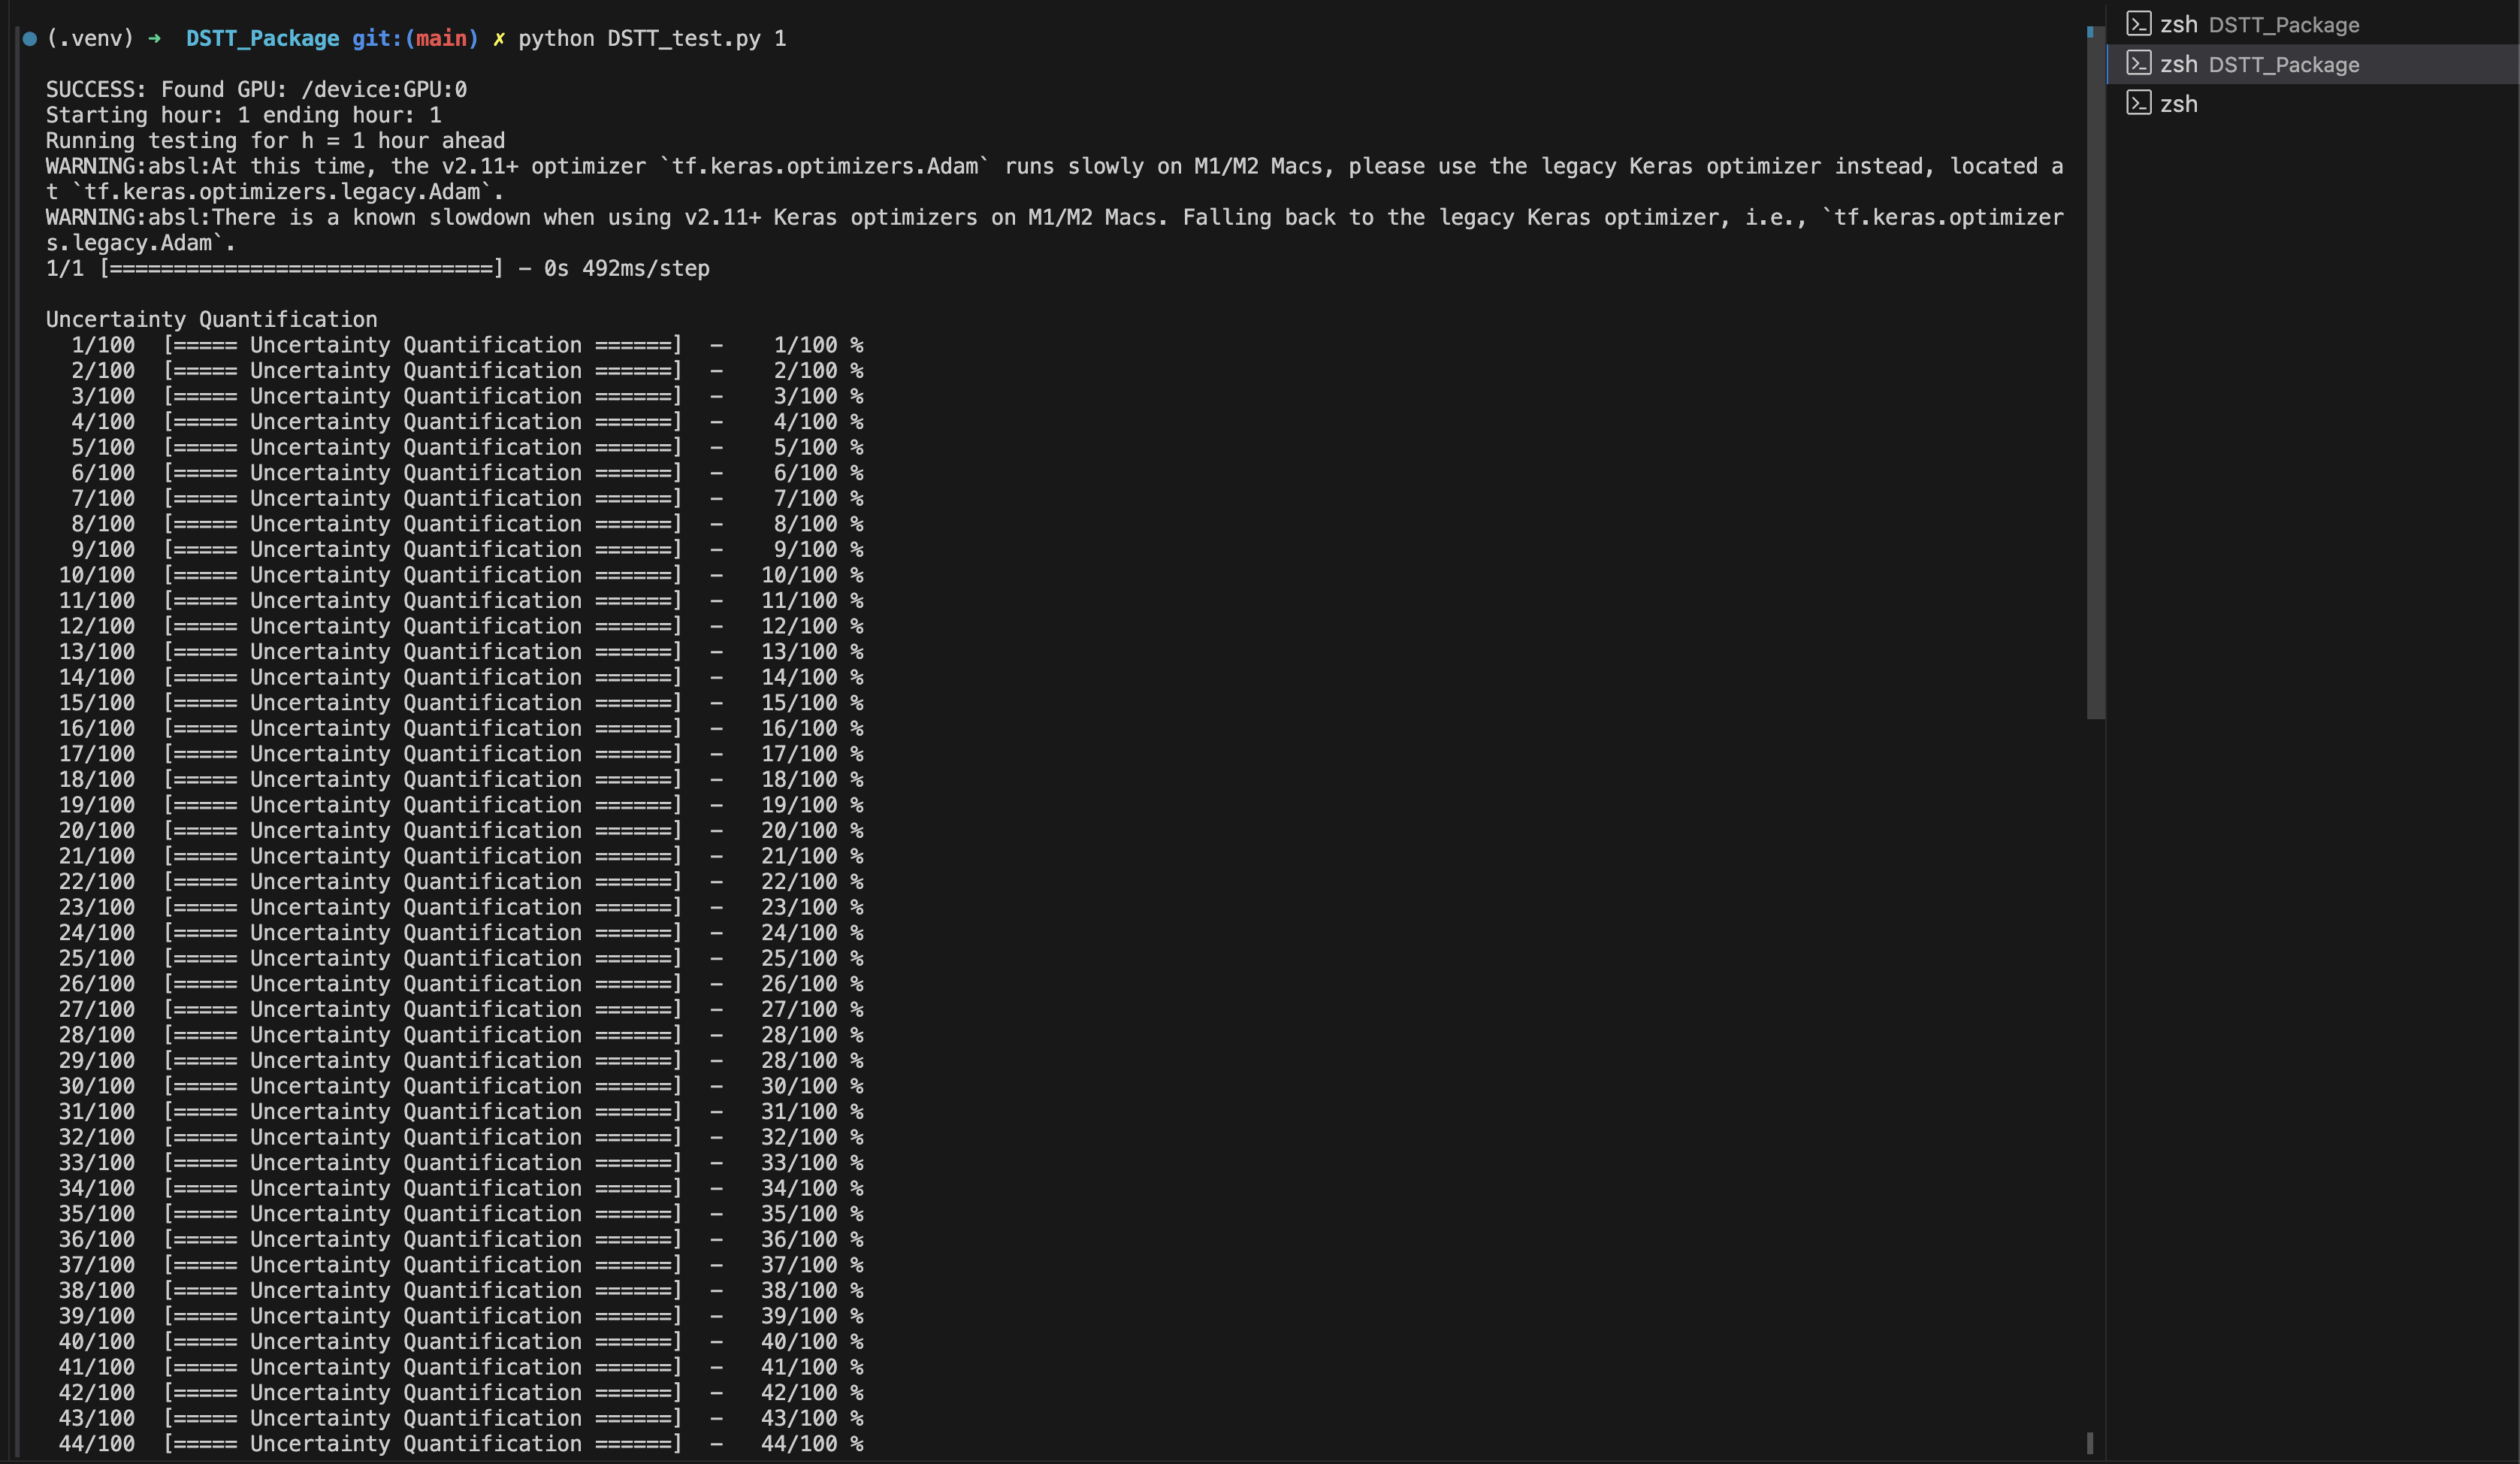 (.venv) ➜  DSTT_Package git:(main) ✗ python DSTT_test.py 1
SUCCESS: Found GPU: /device:GPU:0
Starting hour: 1 ending hour: 1
Running testing for h = 1 hour ahead
WARNING:absl:At this time, the v2.11+ optimizer `tf.keras.optimizers.Adam` runs slowly on M1/M2 Macs, please use the legacy Keras optimizer instead, located a
t `tf.keras.optimizers.legacy.Adam`.
WARNING:absl:There is a known slowdown when using v2.11+ Keras optimizers on M1/M2 Macs. Falling back to the legacy Keras optimizer, i.e., `tf.keras.optimizer
s.legacy.Adam`.
1/1 [==============================] - 0s 492ms/step
Uncertainty Quantification
1/100  [===== Uncertainty Quantification ======]  -    1/100 %
2/100  [===== Uncertainty Quantification ======]  -    2/100 %
3/100  [===== Uncertainty Quantification ======]  -    3/100 %
4/100  [===== Uncertainty Quantification ======]  -    4/100 %
5/100  [===== Uncertainty Quantification ======]  -    5/100 %
6/100  [===== Uncertainty Quantification ======]  -    6/100 %
7/100  [===== Uncertainty Quantification ======]  -    7/100 %
8/100  [===== Uncertainty Quantification ======]  -    8/100 %
9/100  [===== Uncertainty Quantification ======]  -    9/100 %
10/100  [===== Uncertainty Quantification ======]  -   10/100 %
11/100  [===== Uncertainty Quantification ======]  -   11/100 %
12/100  [===== Uncertainty Quantification ======]  -   12/100 %
13/100  [===== Uncertainty Quantification ======]  -   13/100 %
14/100  [===== Uncertainty Quantification ======]  -   14/100 %
15/100  [===== Uncertainty Quantification ======]  -   15/100 %
16/100  [===== Uncertainty Quantification ======]  -   16/100 %
17/100  [===== Uncertainty Quantification ======]  -   17/100 %
18/100  [===== Uncertainty Quantification ======]  -   18/100 %
19/100  [===== Uncertainty Quantification ======]  -   19/100 %
20/100  [===== Uncertainty Quantification ======]  -   20/100 %
21/100  [===== Uncertainty Quantification ======]  -   21/100 %
22/100  [===== Uncertainty Quantification ======]  -   22/100 %
23/100  [===== Uncertainty Quantification ======]  -   23/100 %
24/100  [===== Uncertainty Quantification ======]  -   24/100 %
25/100  [===== Uncertainty Quantification ======]  -   25/100 %
26/100  [===== Uncertainty Quantification ======]  -   26/100 %
27/100  [===== Uncertainty Quantification ======]  -   27/100 %
28/100  [===== Uncertainty Quantification ======]  -   28/100 %
29/100  [===== Uncertainty Quantification ======]  -   28/100 %
30/100  [===== Uncertainty Quantification ======]  -   30/100 %
31/100  [===== Uncertainty Quantification ======]  -   31/100 %
32/100  [===== Uncertainty Quantification ======]  -   32/100 %
33/100  [===== Uncertainty Quantification ======]  -   33/100 %
34/100  [===== Uncertainty Quantification ======]  -   34/100 %
35/100  [===== Uncertainty Quantification ======]  -   35/100 %
36/100  [===== Uncertainty Quantification ======]  -   36/100 %
37/100  [===== Uncertainty Quantification ======]  -   37/100 %
38/100  [===== Uncertainty Quantification ======]  -   38/100 %
39/100  [===== Uncertainty Quantification ======]  -   39/100 %
40/100  [===== Uncertainty Quantification ======]  -   40/100 %
41/100  [===== Uncertainty Quantification ======]  -   41/100 %
42/100  [===== Uncertainty Quantification ======]  -   42/100 %
43/100  [===== Uncertainty Quantification ======]  -   43/100 %
44/100  [===== Uncertainty Quantification ======]  -   44/100 %
zsh DSTT_Package
zsh DSTT_Package
zsh